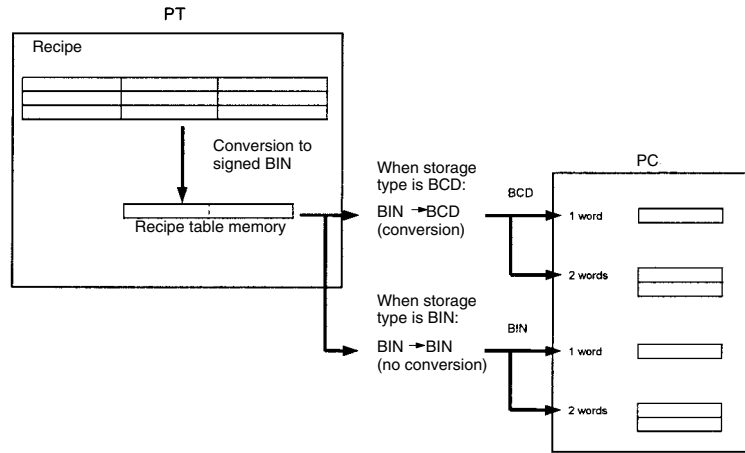 PT
Recipe
Conversion to
signed BIN
Recipe table memory
When storage
type is BCD:
BIN → BCD
(conversion)
When storage
type is BIN:
BIN → BIN
(no conversion)
BCD
BIN
PC
1 word
2 words
1 word
2 words